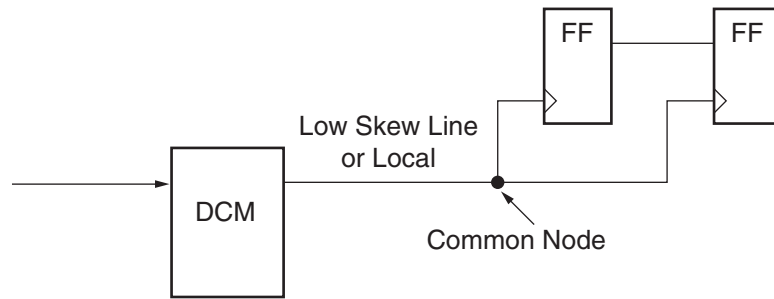 FF
FF
Low Skew Line
or Local
DCM
Common Node